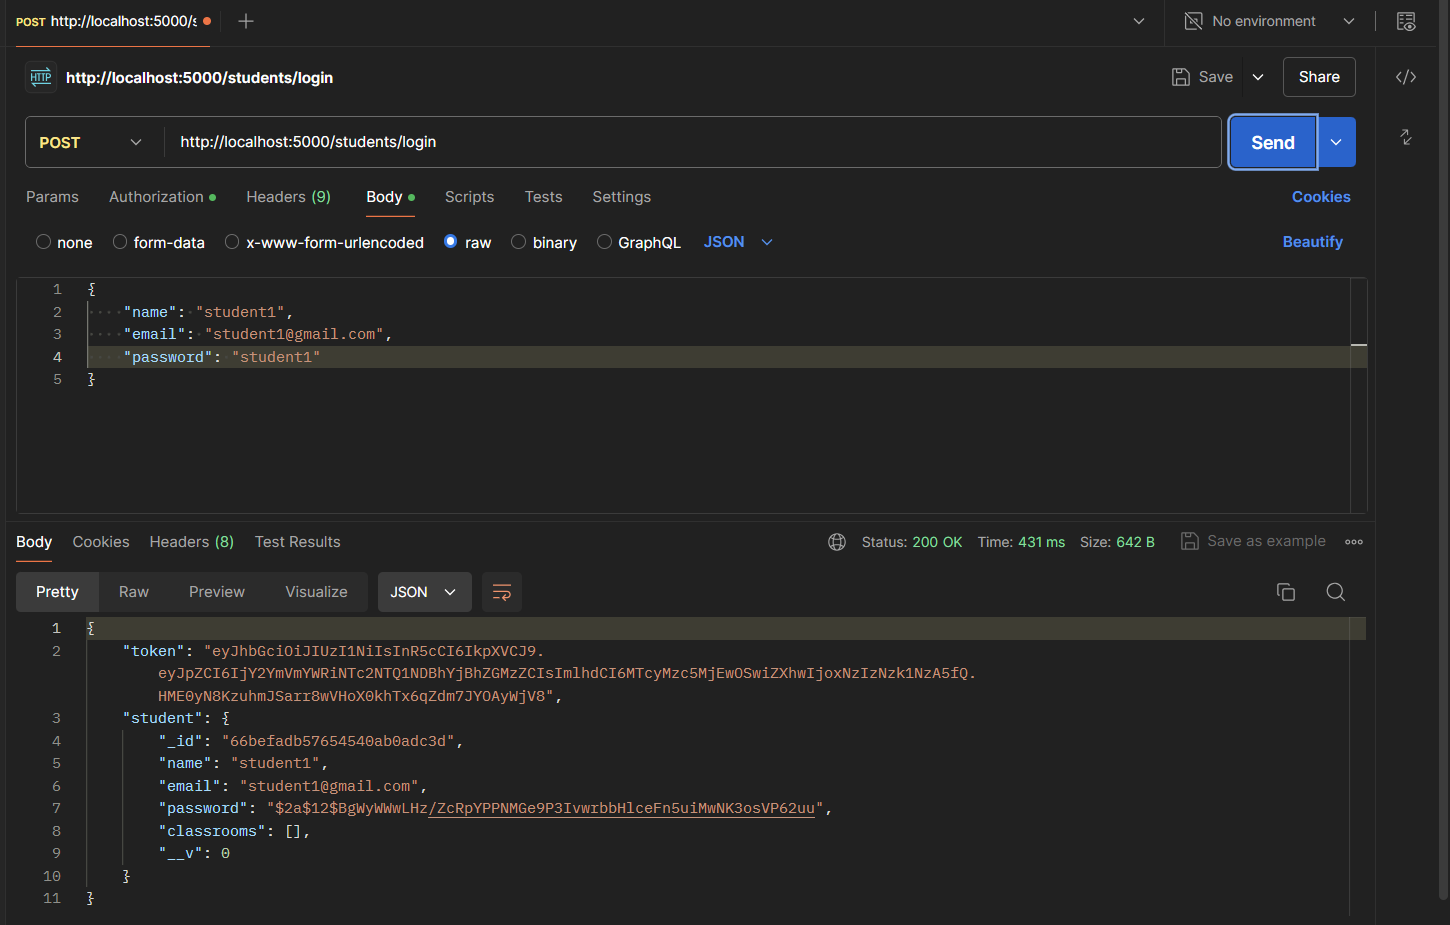 POST http://localhost:5000/s
No environment
HTTP http://localhost:5000/students/login
Save
Share
POST http://localhost:5000/students/login
Send
Params Authorization Headers (9) Body Scripts Tests Settings Cookies
none form-data x-www-form-urlencoded raw binary GraphQL JSON Beautify
1 {
2 "name": "student1",
3 "email": "student1@gmail.com",
4 "password": "student1"
5 }
Body Cookies Headers (8) Test Results Status: 200 OK Time: 431 ms Size: 642 B Save as example
Pretty Raw Preview Visualize JSON
1 {
2 "token": "eyJhbGciOiJIUzI1NiIsInR5cCI6IkpXVCJ9.
eyJpZCI6IjY2YmVmYWRiNTc2NTQ1NDBhYjBhZGMzZCIsImlhdCI6MTcyMzc5MjEwOSwiZXhwIjoxNzIzNzk1NzA5fQ.
HME0yN8KzuhmJSarr8wVHoX0khTx6qZdm7JYOAyWjV8",
3 "student": {
4 "_id": "66befadb57654540ab0adc3d",
5 "name": "student1",
6 "email": "student1@gmail.com",
7 "password": "$2a$12$BgWyWWwLHz/ZcRpYPPNMGe9P3IvwrbbHlceFn5uiMwNK3osVP62uu",
8 "classrooms": [],
9 "__v": 0
10 }
11 }